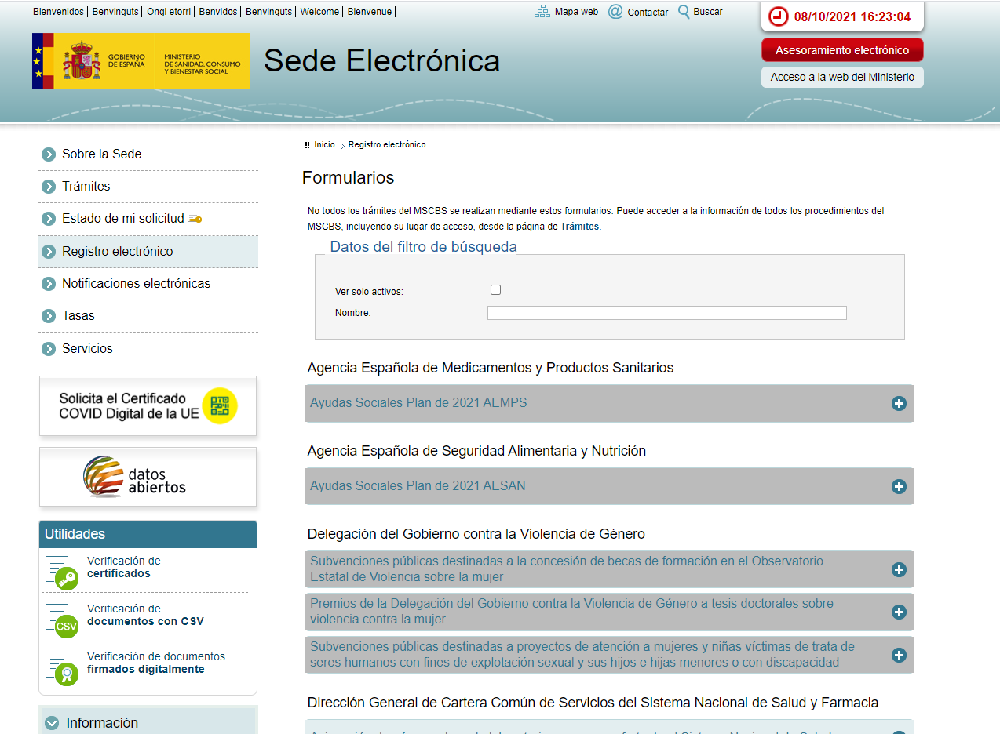 Bienvenidos | Benvinguts | Ongi etorri | Benvidos | Benvinguts | Welcome | Bienvenue |
Mapa web
Contactar
Buscar
08/10/2021 16:23:04
Asesoramiento electrónico
Acceso a la web del Ministerio
GOBIERNO
DE ESPAÑA
MINISTERIO
DE SANIDAD, CONSUMO
Y BIENESTAR SOCIAL
Sede Electrónica
Sobre la Sede
Trámites
Estado de mi solicitud
Registro electrónico
Notificaciones electrónicas
Tasas
Servicios
Solicita el Certificado
COVID Digital de la UE
datos
abiertos
Utilidades
Verificación de
certificados
Verificación de
documentos con CSV
CSV
Verificación de documentos
firmados digitalmente
Información
Inicio > Registro electrónico
Formularios
No todos los trámites del MSCBS se realizan mediante estos formularios. Puede acceder a la información de todos los procedimientos del
MSCBS, incluyendo su lugar de acceso, desde la página de Trámites.
Datos del filtro de búsqueda
Ver solo activos:
Nombre:
Agencia Española de Medicamentos y Productos Sanitarios
Ayudas Sociales Plan de 2021 AEMPS
Agencia Española de Seguridad Alimentaria y Nutrición
Ayudas Sociales Plan de 2021 AESAN
Delegación del Gobierno contra la Violencia de Género
Subvenciones públicas destinadas a la concesión de becas de formación en el Observatorio
Estatal de Violencia sobre la mujer
Premios de la Delegación del Gobierno contra la Violencia de Género a tesis doctorales sobre
violencia contra la mujer
Subvenciones públicas destinadas a proyectos de atención a mujeres y niñas víctimas de trata de
seres humanos con fines de explotación sexual y sus hijos e hijas menores o con discapacidad
Dirección General de Cartera Común de Servicios del Sistema Nacional de Salud y Farmacia